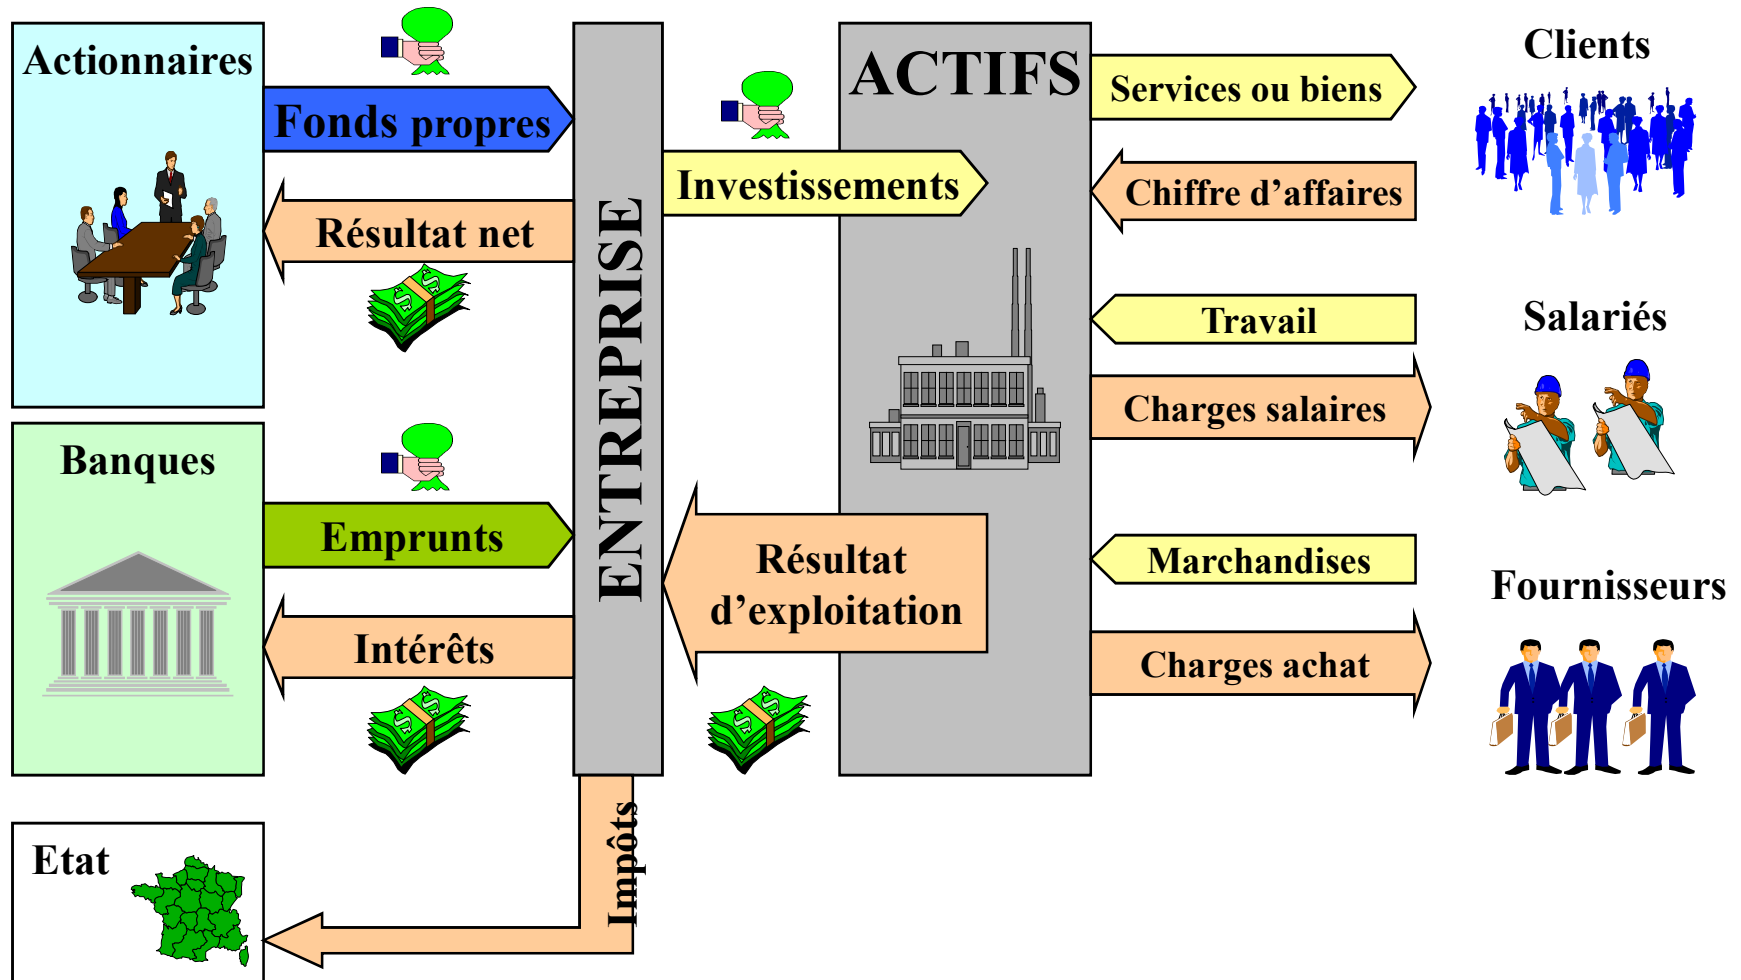 Actionnaires
Fonds propres
Résultat net
Banques
Emprunts
Intérêts
Etat
Impôts
ENTREPRISE
Investissements
Résultat
d’exploitation
ACTIFS
Services ou biens
Chiffre d’affaires
Travail
Charges salaires
Marchandises
Charges achat
Clients
Salariés
Fournisseurs